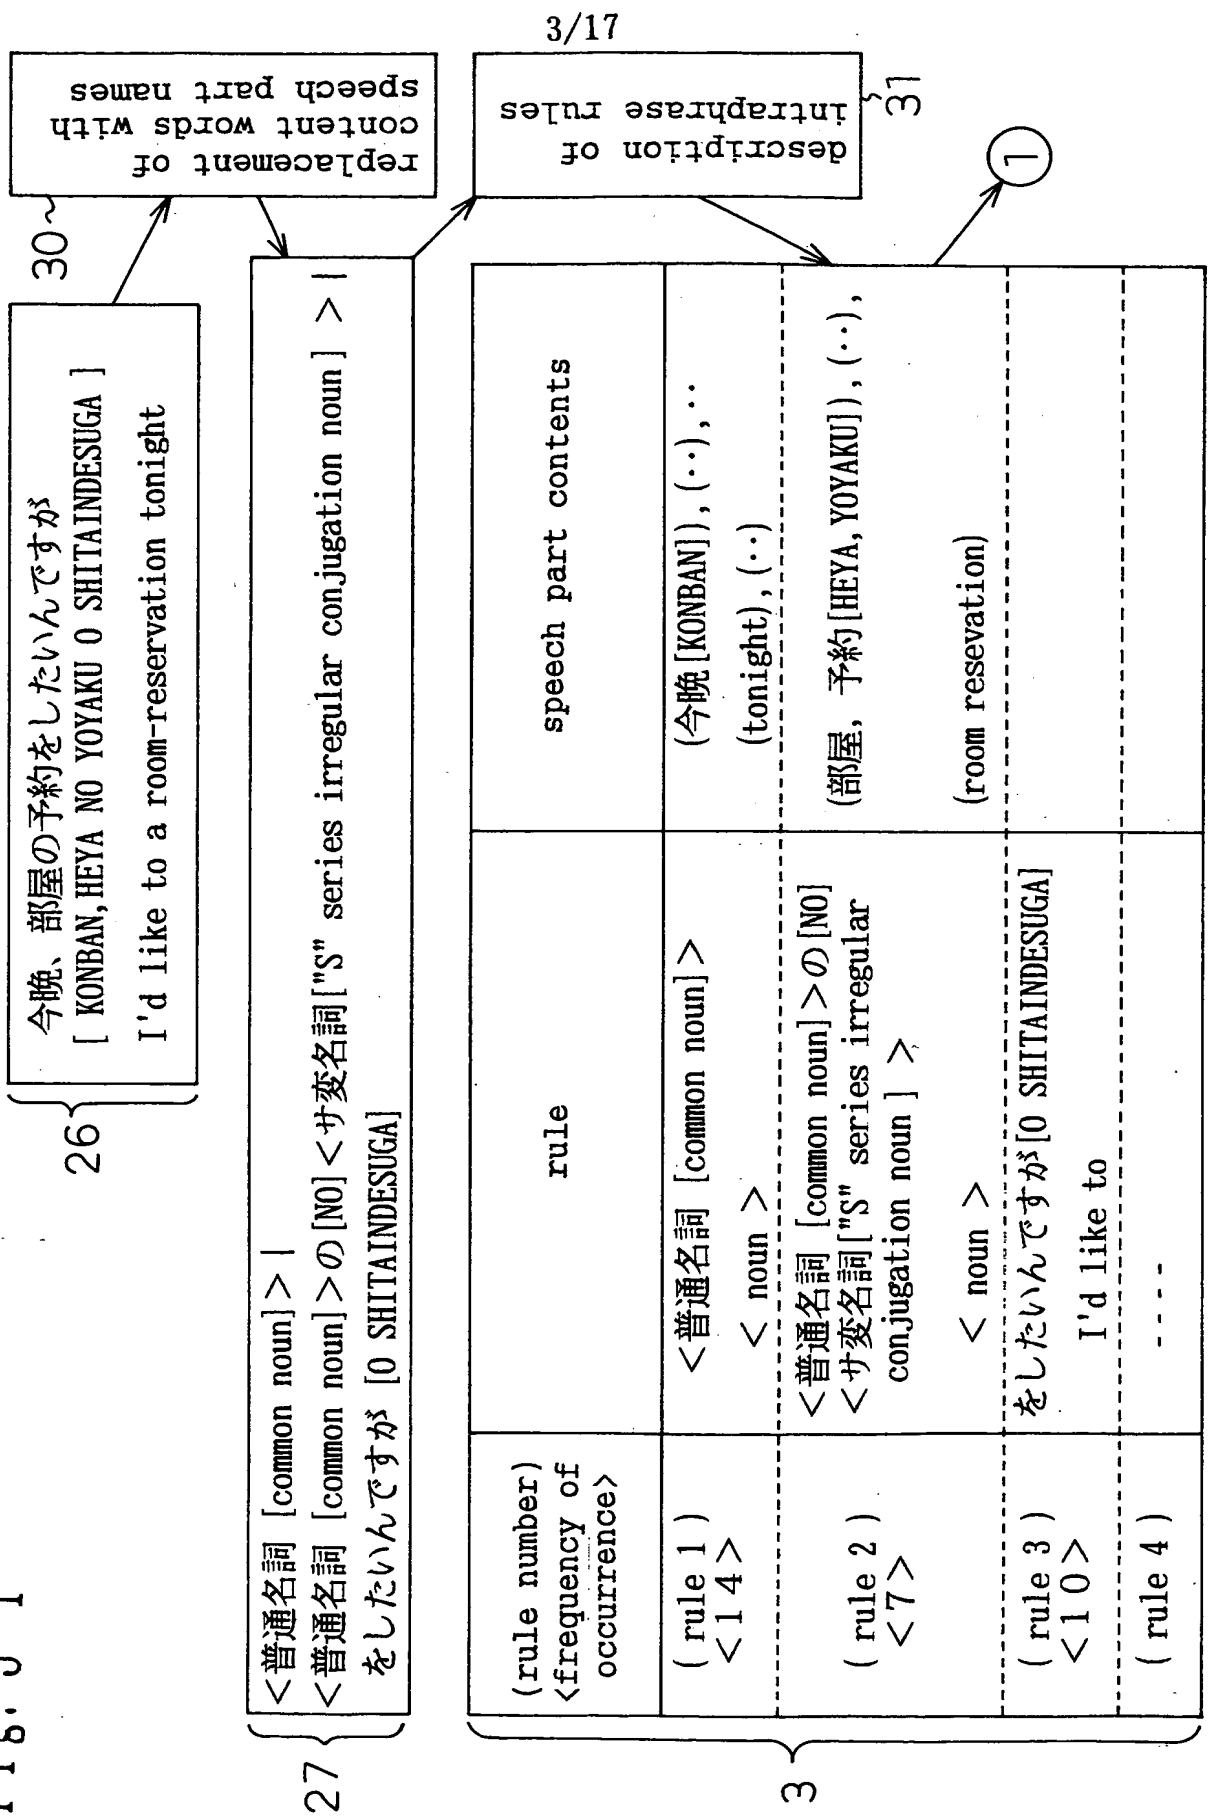 3/17
26
今晩、部屋の予約をしたいんですが
[ KONBAN,HEYA NO YOYAKU O SHITAINDESUGA ]
I'd like to a room-reservation tonight
30
replacement of
content words with
speech part names
27
<普通名詞 [common noun]> |
<普通名詞 [common noun]>の[NO]<サ変名詞["S" series irregular conjugation noun] > |
をしたいんですが [O SHITAINDESUGA]
31
description of
intraphrase rules
3
(rule number)
<frequency of
occurrence>
rule
speech part contents
( rule 1 )
<14>
<普通名詞 [common noun]>
< noun >
(今晩[KONBAN]),(··),··
(tonight),(··)
( rule 2 )
<7>
<普通名詞 [common noun]>の[NO]
<サ変名詞["S" series irregular
conjugation noun ] >
< noun >
(部屋, 予約[HEYA,YOYAKU]),(··),
(room resevation)
( rule 3 )
<10>
をしたいんですが[O SHITAINDESUGA]
I'd like to
( rule 4 )
----
1